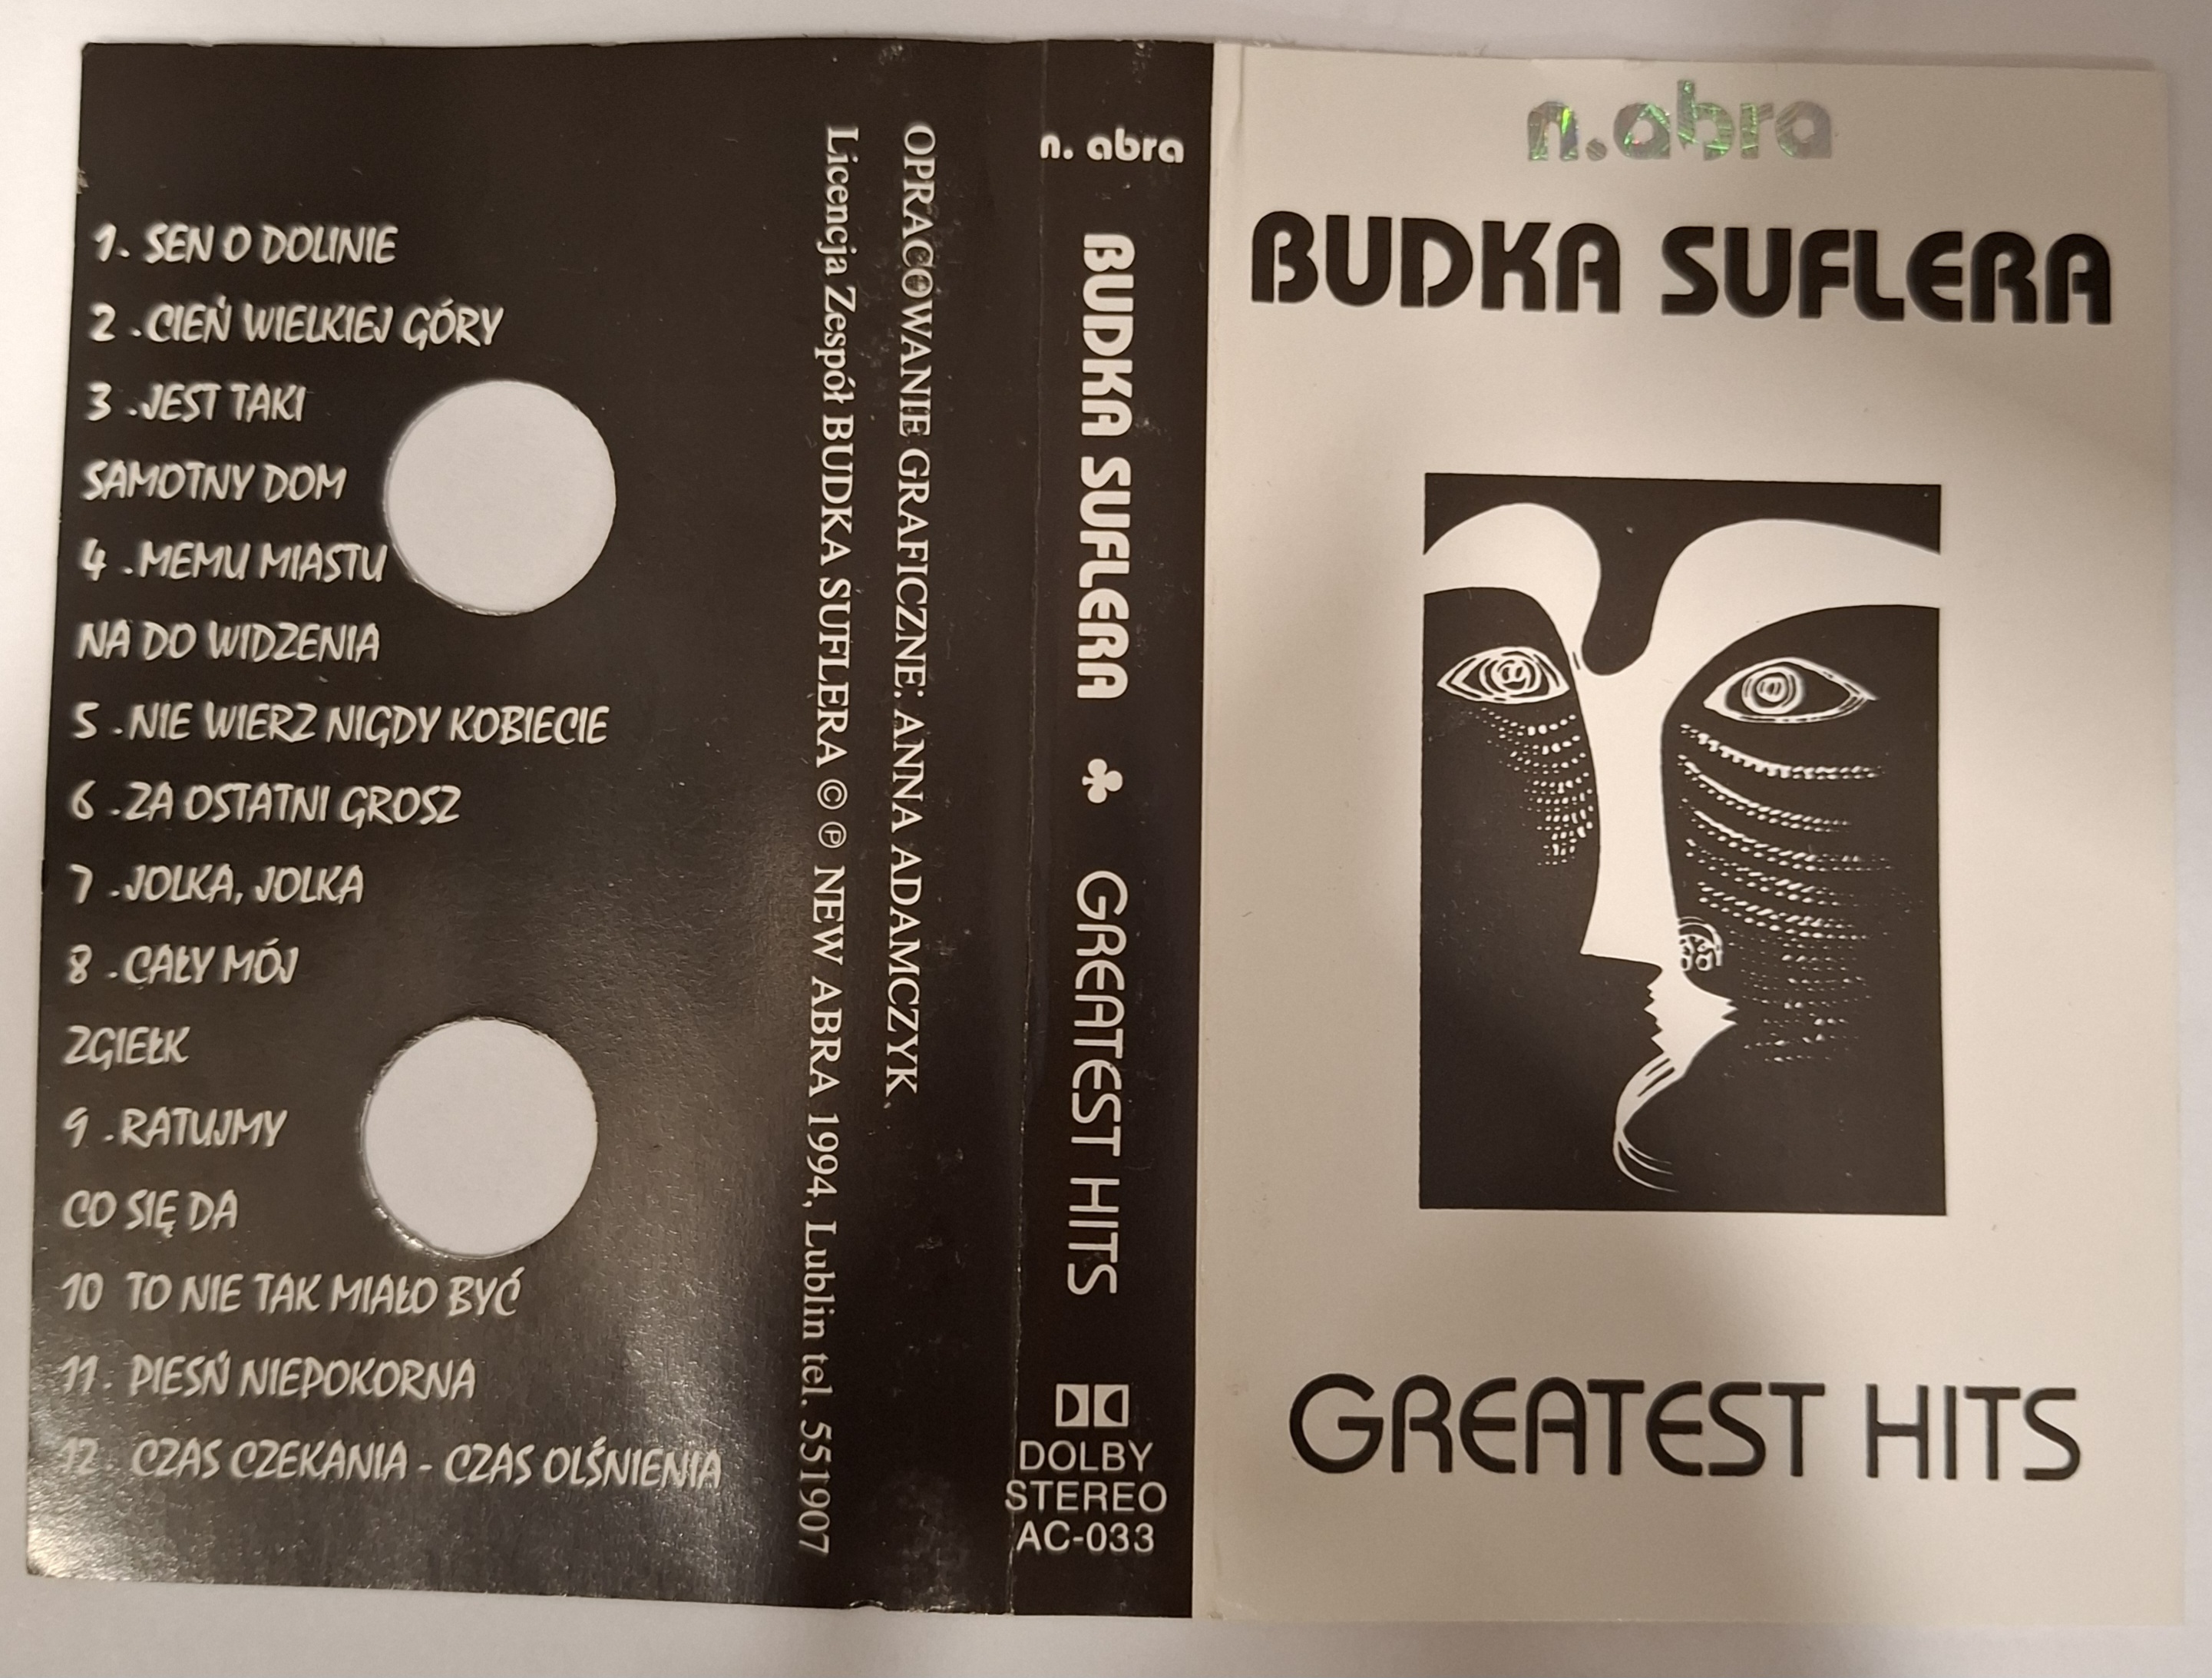 1. SEN O DOLINIE
2. CIEŃ WIELKIEJ GÓRY
3. JEST TAKI
SAMOTNY DOM
4. MEMU MIASTU
NA DO WIDZENIA
5. NIE WIERZ NIGDY KOBIECIE
6. ZA OSTATNI GROSZ
7. JOLKA, JOLKA
8. CAŁY MÓJ
ZGIEŁK
9. RATUJMY
CO SIĘ DA
10 TO NIE TAK MIAŁO BYĆ
11. PIESŃ NIEPOKORNA
12. CZAS CZEKANIA - CZAS OLŚNIENIA
OPRACOWANIE GRAFICZNE: ANNA ADAMCZYK,
Licencja Zespół BUDKA SUFLERA © ℗ NEW ABRA 1994, Lublin tel. 551907
n. abra
BUDKA SUFLERA ♣ GREATEST HITS
DOLBY
STEREO
AC-033
n.abra
BUDKA SUFLERA
GREATEST HITS